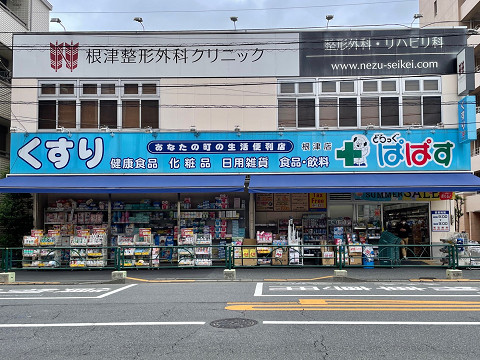 根津整形外科クリニック
整形外科・リハビリ科
www.nezu-seikei.com
くすり
あなたの町の生活便利店
根津店
健康食品 化粧品 日用雑貨 食品・飲料
どらっぐ
ぱぱす
SUMMER SALE